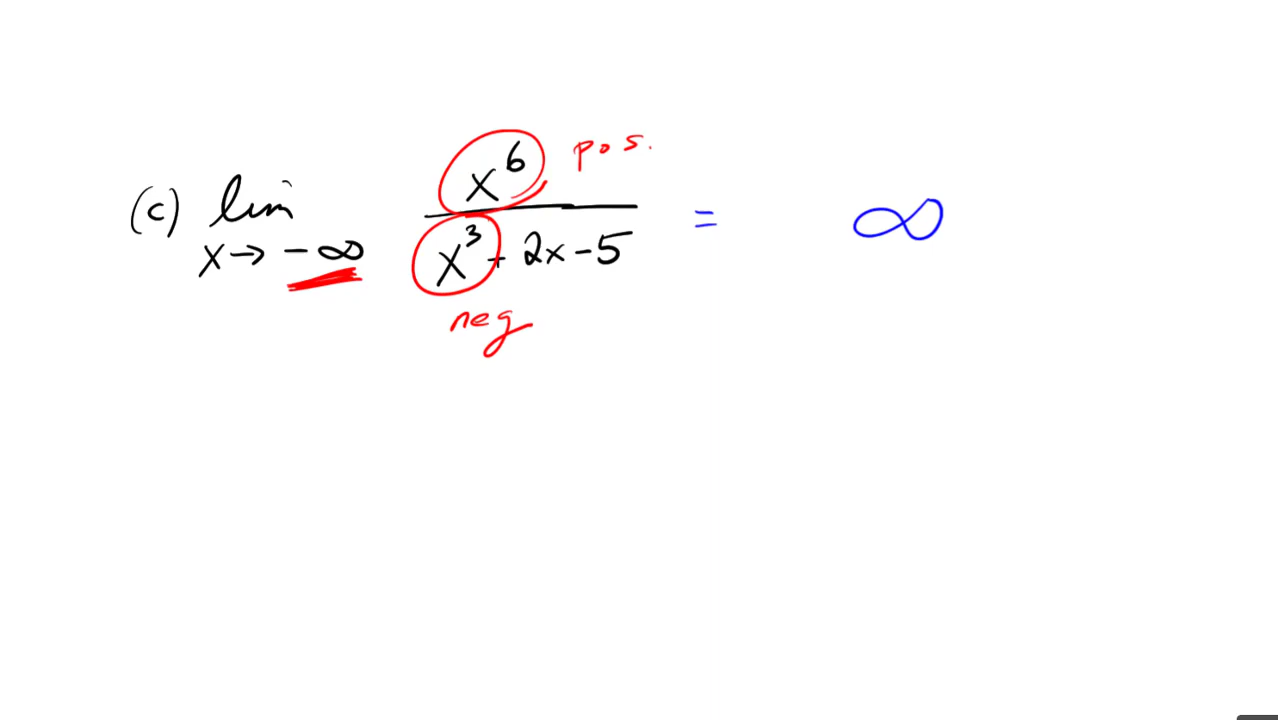 (c) lim x→ -∞ x^6 / (x^3 + 2x - 5) = ∞
pos.
neg